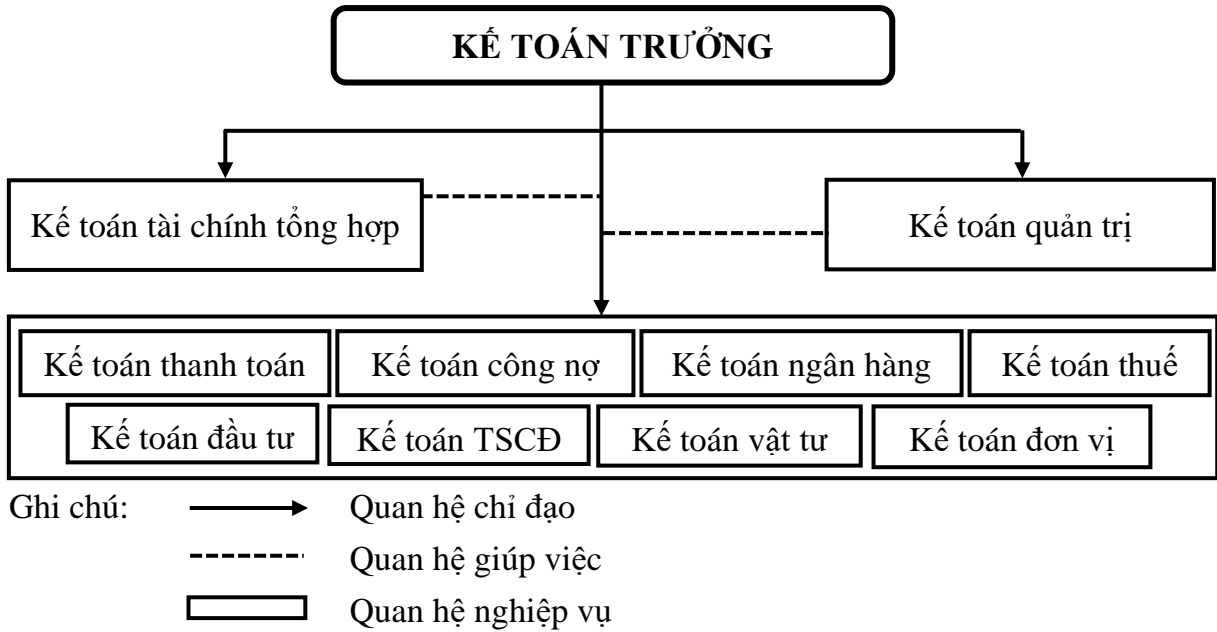 KẾ TOÁN TRƯỞNG
Kế toán tài chính tổng hợp
Kế toán quản trị
Kế toán thanh toán
Kế toán công nợ
Kế toán ngân hàng
Kế toán thuế
Kế toán đầu tư
Kế toán TSCĐ
Kế toán vật tư
Kế toán đơn vị
Ghi chú:
Quan hệ chỉ đạo
Quan hệ giúp việc
Quan hệ nghiệp vụ